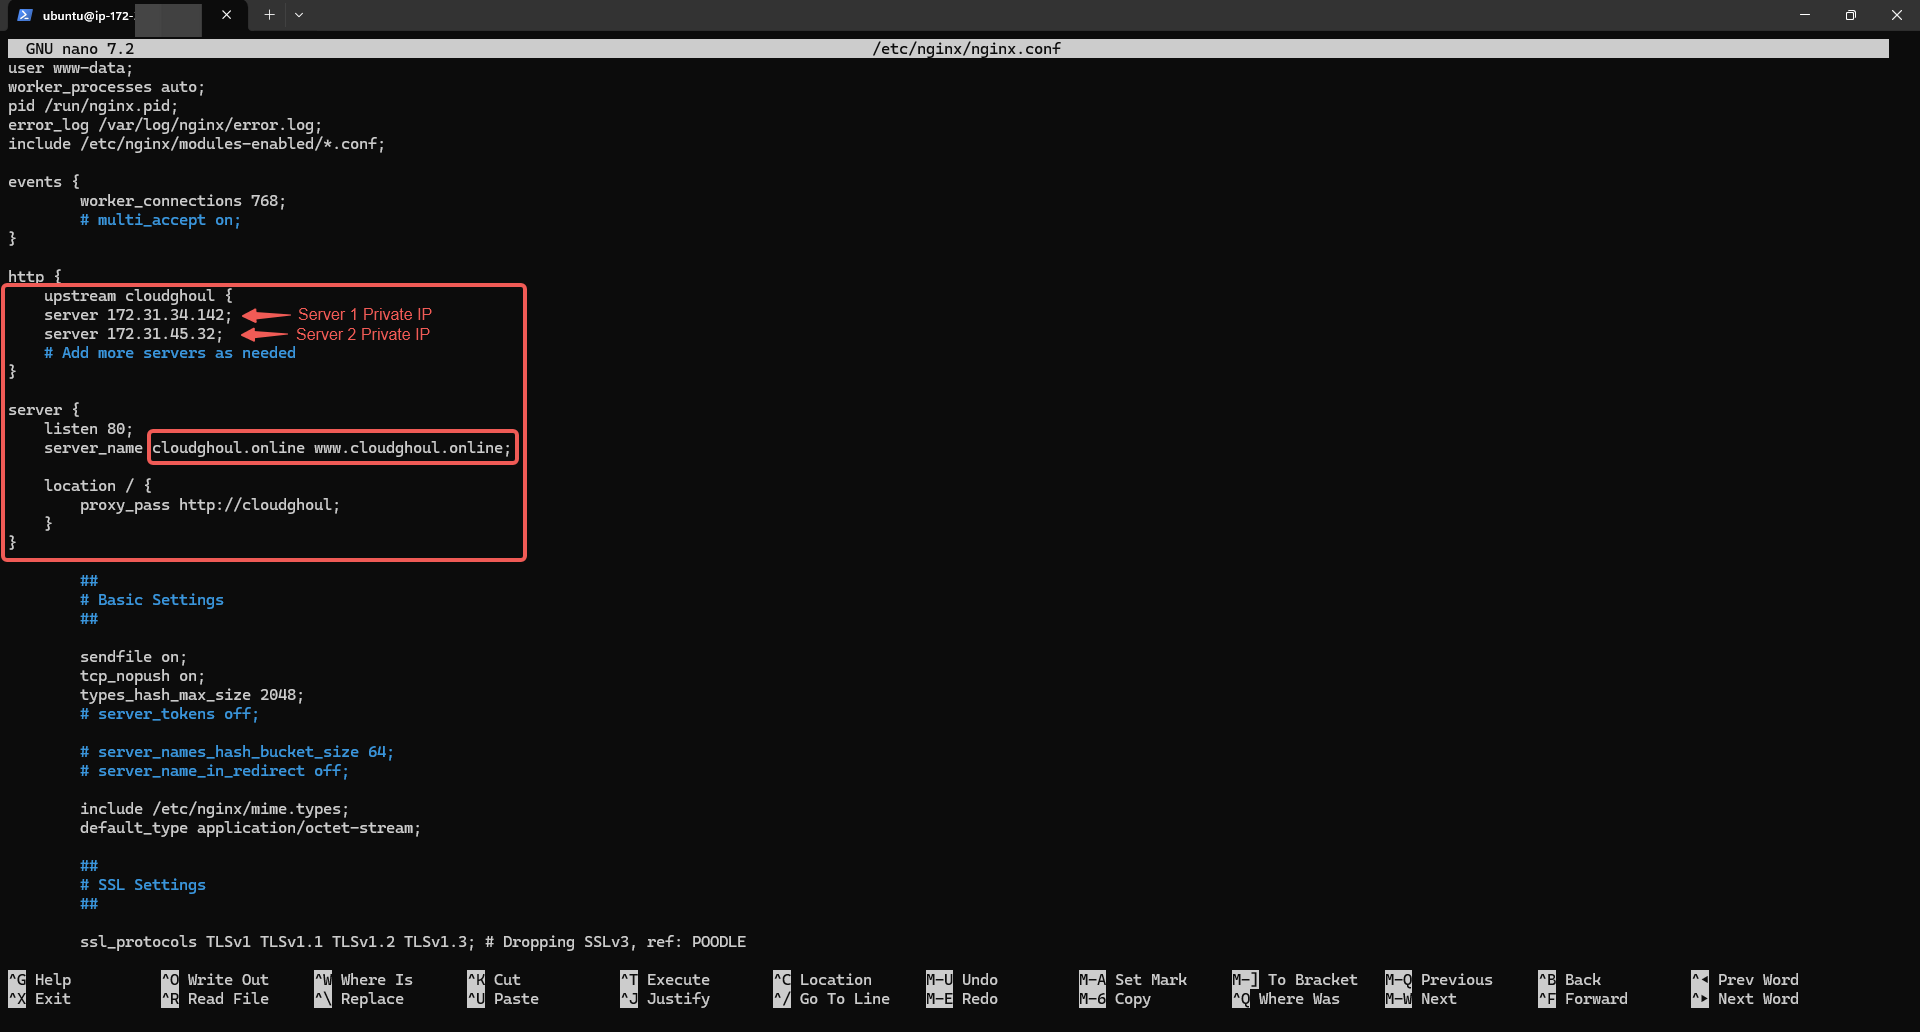 ubuntu@ip-172-
GNU nano 7.2 /etc/nginx/nginx.conf
user www-data;
worker_processes auto;
pid /run/nginx.pid;
error_log /var/log/nginx/error.log;
include /etc/nginx/modules-enabled/*.conf;
events {
worker_connections 768;
# multi_accept on;
}
http {
upstream cloudghoul {
server 172.31.34.142; Server 1 Private IP
server 172.31.45.32; Server 2 Private IP
# Add more servers as needed
}
server {
listen 80;
server_name cloudghoul.online www.cloudghoul.online;
location / {
proxy_pass http://cloudghoul;
}
}
##
# Basic Settings
##
sendfile on;
tcp_nopush on;
types_hash_max_size 2048;
# server_tokens off;
# server_names_hash_bucket_size 64;
# server_name_in_redirect off;
include /etc/nginx/mime.types;
default_type application/octet-stream;
##
# SSL Settings
##
ssl_protocols TLSv1 TLSv1.1 TLSv1.2 TLSv1.3; # Dropping SSLv3, ref: POODLE
^G Help ^O Write Out ^W Where Is ^K Cut ^T Execute ^C Location M-U Undo M-A Set Mark M-] To Bracket M-Q Previous ^B Back ^◂ Prev Word
^X Exit ^R Read File ^\ Replace ^U Paste ^J Justify ^/ Go To Line M-E Redo M-6 Copy ^Q Where Was M-W Next ^F Forward ^▸ Next Word